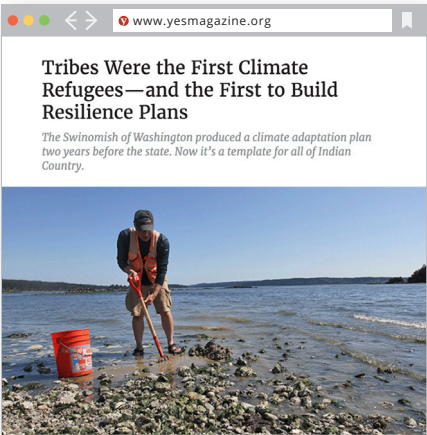 www.yesmagazine.org
Tribes Were the First Climate
Refugees—and the First to Build
Resilience Plans
The Swinomish of Washington produced a climate adaptation plan
two years before the state. Now it's a template for all of Indian
Country.